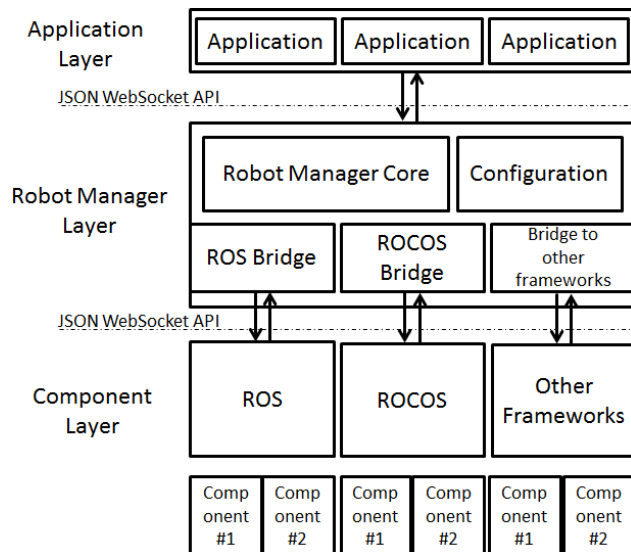 Application
Layer
Application
Application
Application
JSON WebSocket API
Robot Manager
Layer
Robot Manager Core
Configuration
ROS Bridge
ROCOS
Bridge
Bridge to
other
frameworks
JSON WebSocket API
Component
Layer
ROS
ROCOS
Other
Frameworks
Comp
onent
#1
Comp
onent
#2
Comp
onent
#1
Comp
onent
#2
Comp
onent
#1
Comp
onent
#2